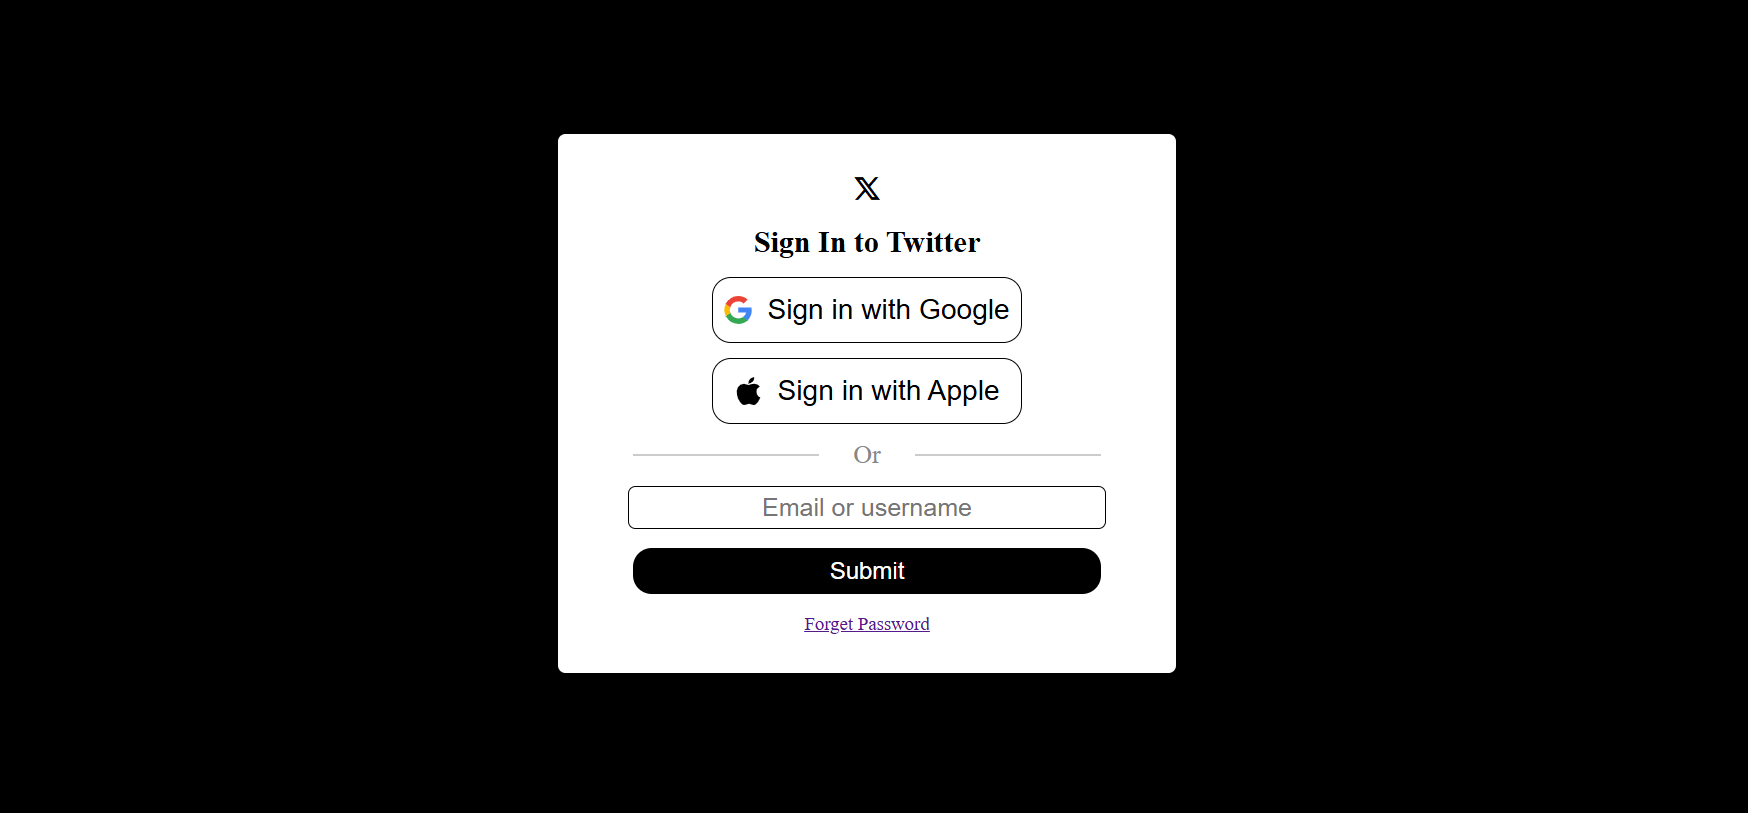 Sign In to Twitter
Sign in with Google
Sign in with Apple
Or
Email or username
Submit
Forget Password